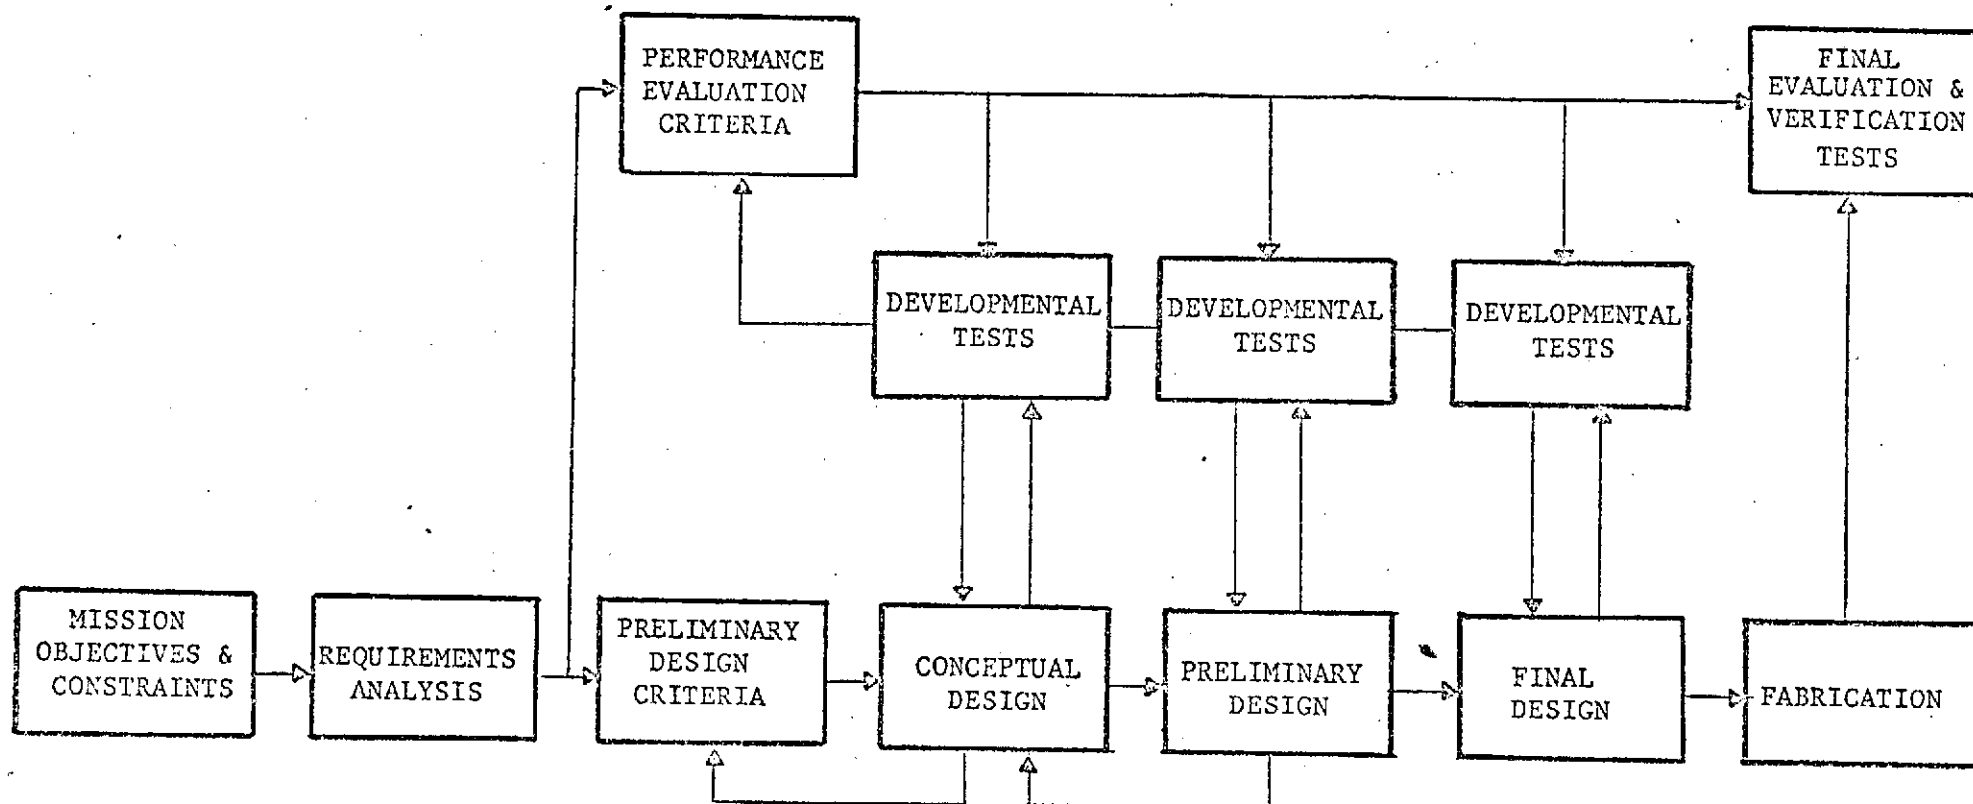 PERFORMANCE
EVALUATION
CRITERIA
FINAL
EVALUATION &
VERIFICATION
TESTS
DEVELOPMENTAL
TESTS
DEVELOPMENTAL
TESTS
DEVELOPMENTAL
TESTS
MISSION
OBJECTIVES &
CONSTRAINTS
REQUIREMENTS
ANALYSIS
PRELIMINARY
DESIGN
CRITERIA
CONCEPTUAL
DESIGN
PRELIMINARY
DESIGN
FINAL
DESIGN
FABRICATION